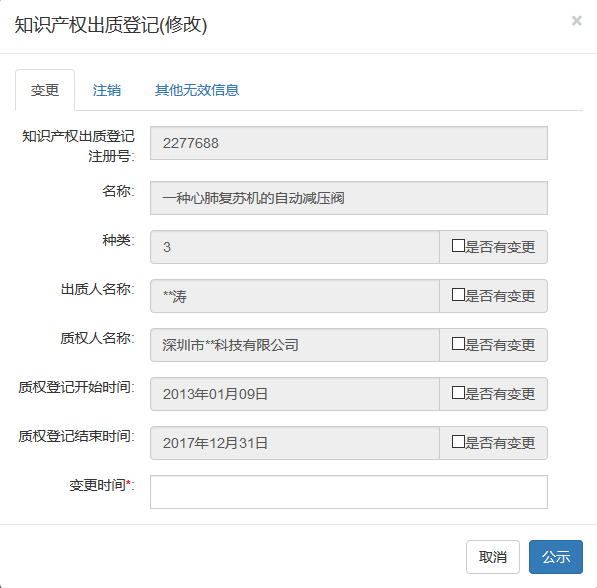 知识产权出质登记(修改) ×
变更 注销 其他无效信息
知识产权出质登记
注册号: 2277688
名称: 一种心肺复苏机的自动减压阀
种类: 3 是否有变更
出质人名称: **涛 是否有变更
质权人名称: 深圳市**科技有限公司 是否有变更
质权登记开始时间: 2013年01月09日 是否有变更
质权登记结束时间: 2017年12月31日 是否有变更
变更时间*:
取消 公示